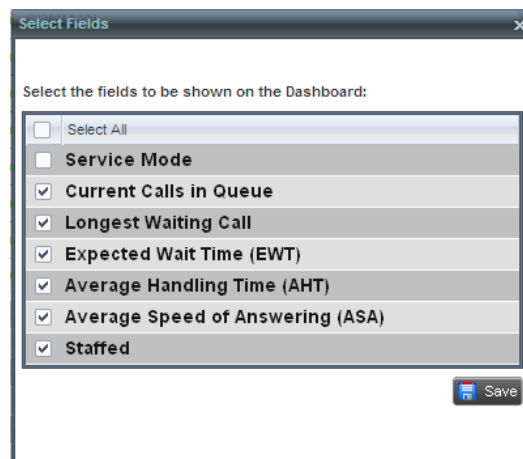 Select Fields
Select the fields to be shown on the Dashboard:
Select All
Service Mode
Current Calls in Queue
Longest Waiting Call
Expected Wait Time (EWT)
Average Handling Time (AHT)
Average Speed of Answering (ASA)
Staffed
Save